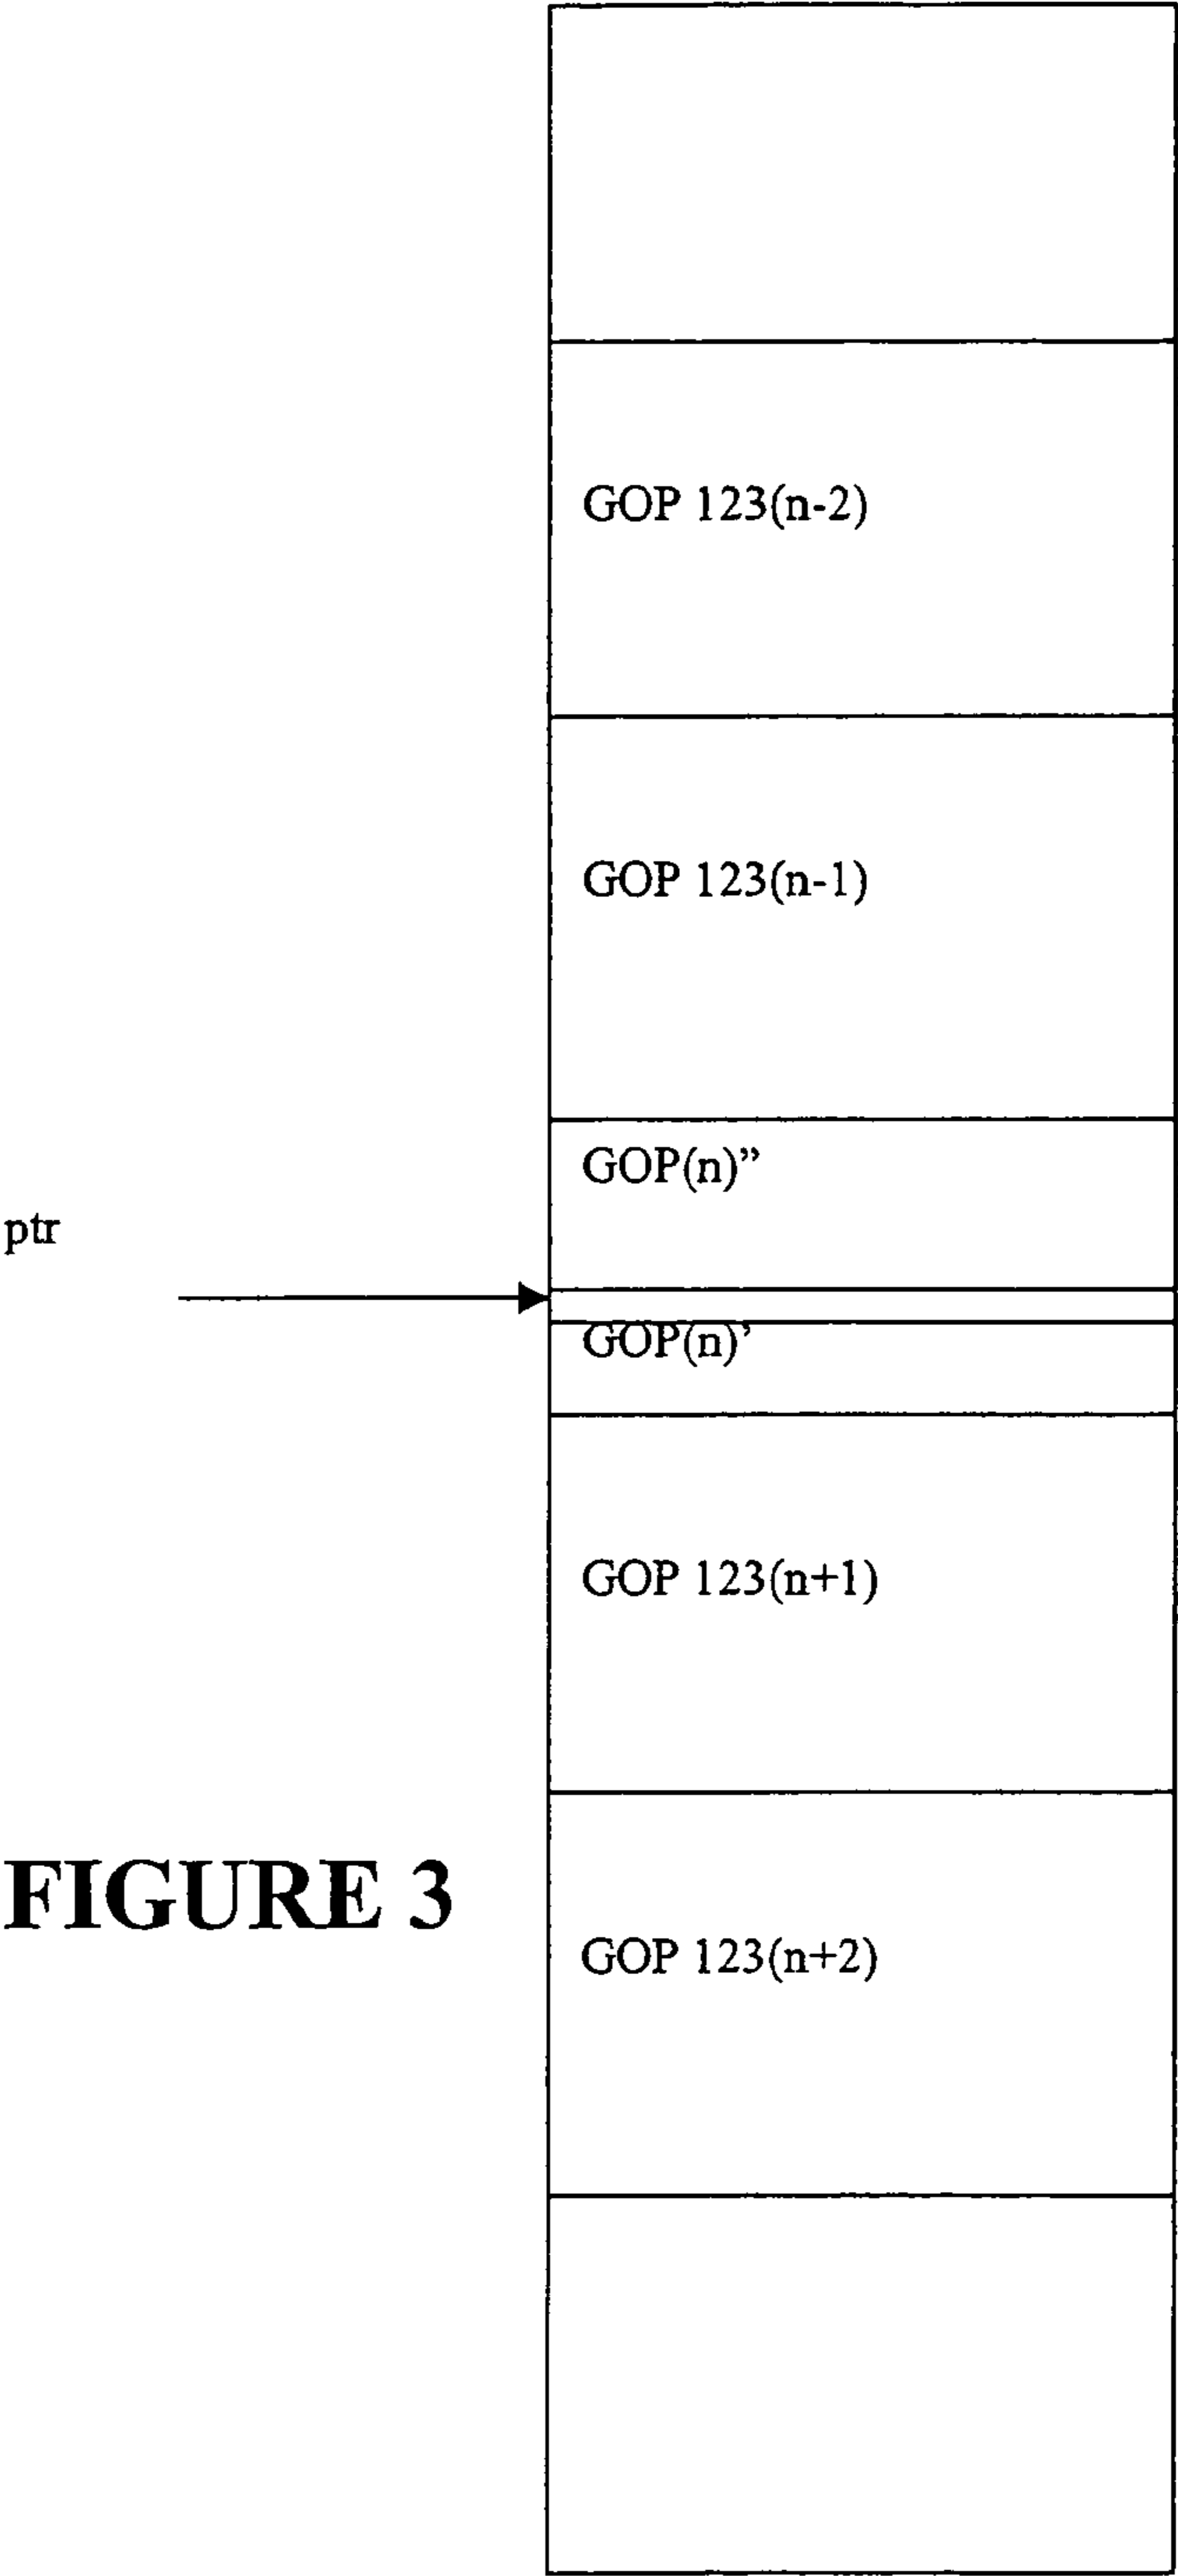 GOP 123(n-2)
GOP 123(n-1)
GOP(n)”
ptr
GOP(n)’
GOP 123(n+1)
FIGURE 3
GOP 123(n+2)